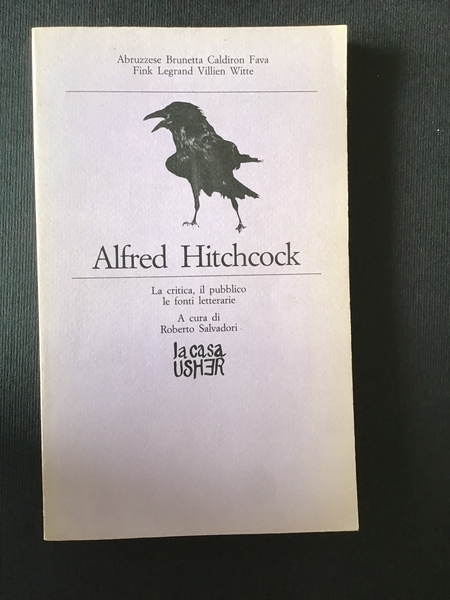 Abruzzese Brunetta Caldiron Fava
Fink Legrand Villien Witte
Alfred Hitchcock
La critica, il pubblico
le fonti letterarie
A cura di
Roberto Salvadori
la casa
USHER